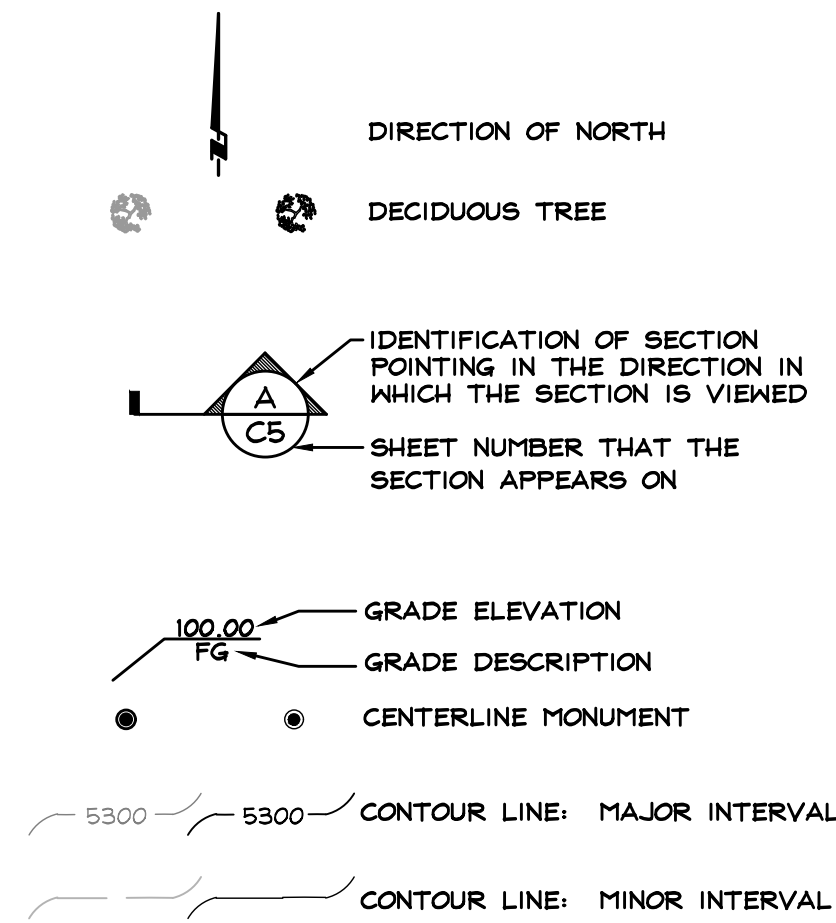 N
DIRECTION OF NORTH
DECIDUOUS TREE
IDENTIFICATION OF SECTION
POINTING IN THE DIRECTION IN
WHICH THE SECTION IS VIEWED
A
C5
SHEET NUMBER THAT THE
SECTION APPEARS ON
GRADE ELEVATION
100.00
FG
GRADE DESCRIPTION
CENTERLINE MONUMENT
5300 5300 CONTOUR LINE: MAJOR INTERVAL
CONTOUR LINE: MINOR INTERVAL